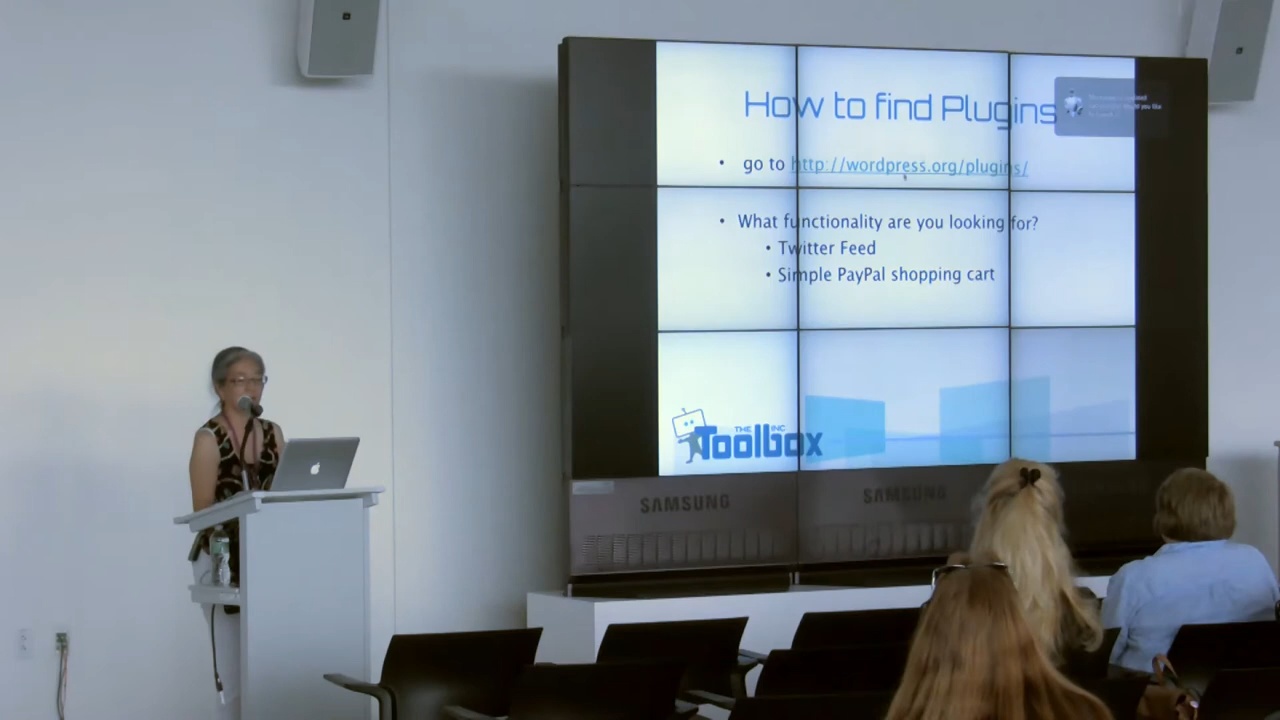 How to find Plugins
• go to http://wordpress.org/plugins/
• What functionality are you looking for?
• Twitter Feed
• Simple PayPal shopping cart
THE INC
Toolbox
SAMSUNG
SAMSUNG